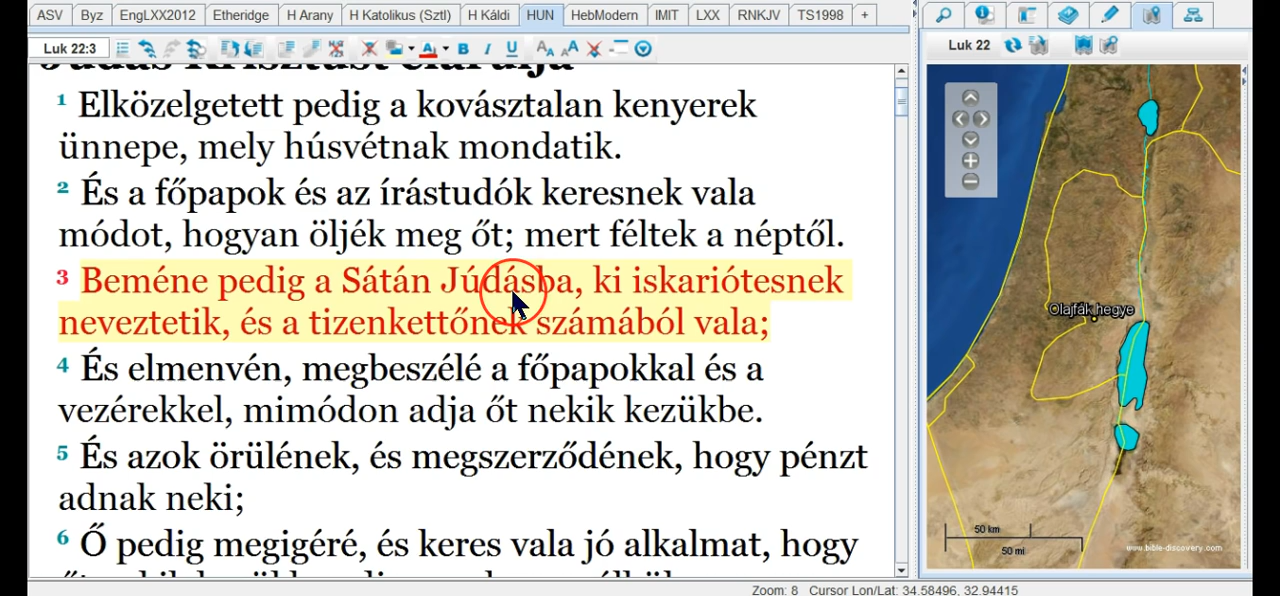 ASV Byz EngLXX2012 Etheridge H Arany H Katolikus (Sztl) H Káldi HUN HebModern IMIT LXX RNKJV TS1998 +
Luk 22:3
Luk 22
1 Elközelgetett pedig a kovásztalan kenyerek
ünnepe, mely húsvétnak mondatik.
2 És a főpapok és az írástudók keresnek vala
módot, hogyan öljék meg őt; mert féltek a néptől.
3 Beméne pedig a Sátán Júdásba, ki iskariótesnek
neveztetik, és a tizenkettőnek számából vala;
4 És elmenvén, megbeszélé a főpapokkal és a
vezérekkel, mimódon adja őt nekik kezükbe.
5 És azok örülének, és megszerződének, hogy pénzt
adnak neki;
6 Ő pedig megigéré, és keres vala jó alkalmat, hogy
Olajfák hegye
50 km
50 mi
www.bible-discovery.com
Zoom: 8 Cursor Lon/Lat: 34.58496, 32.94415